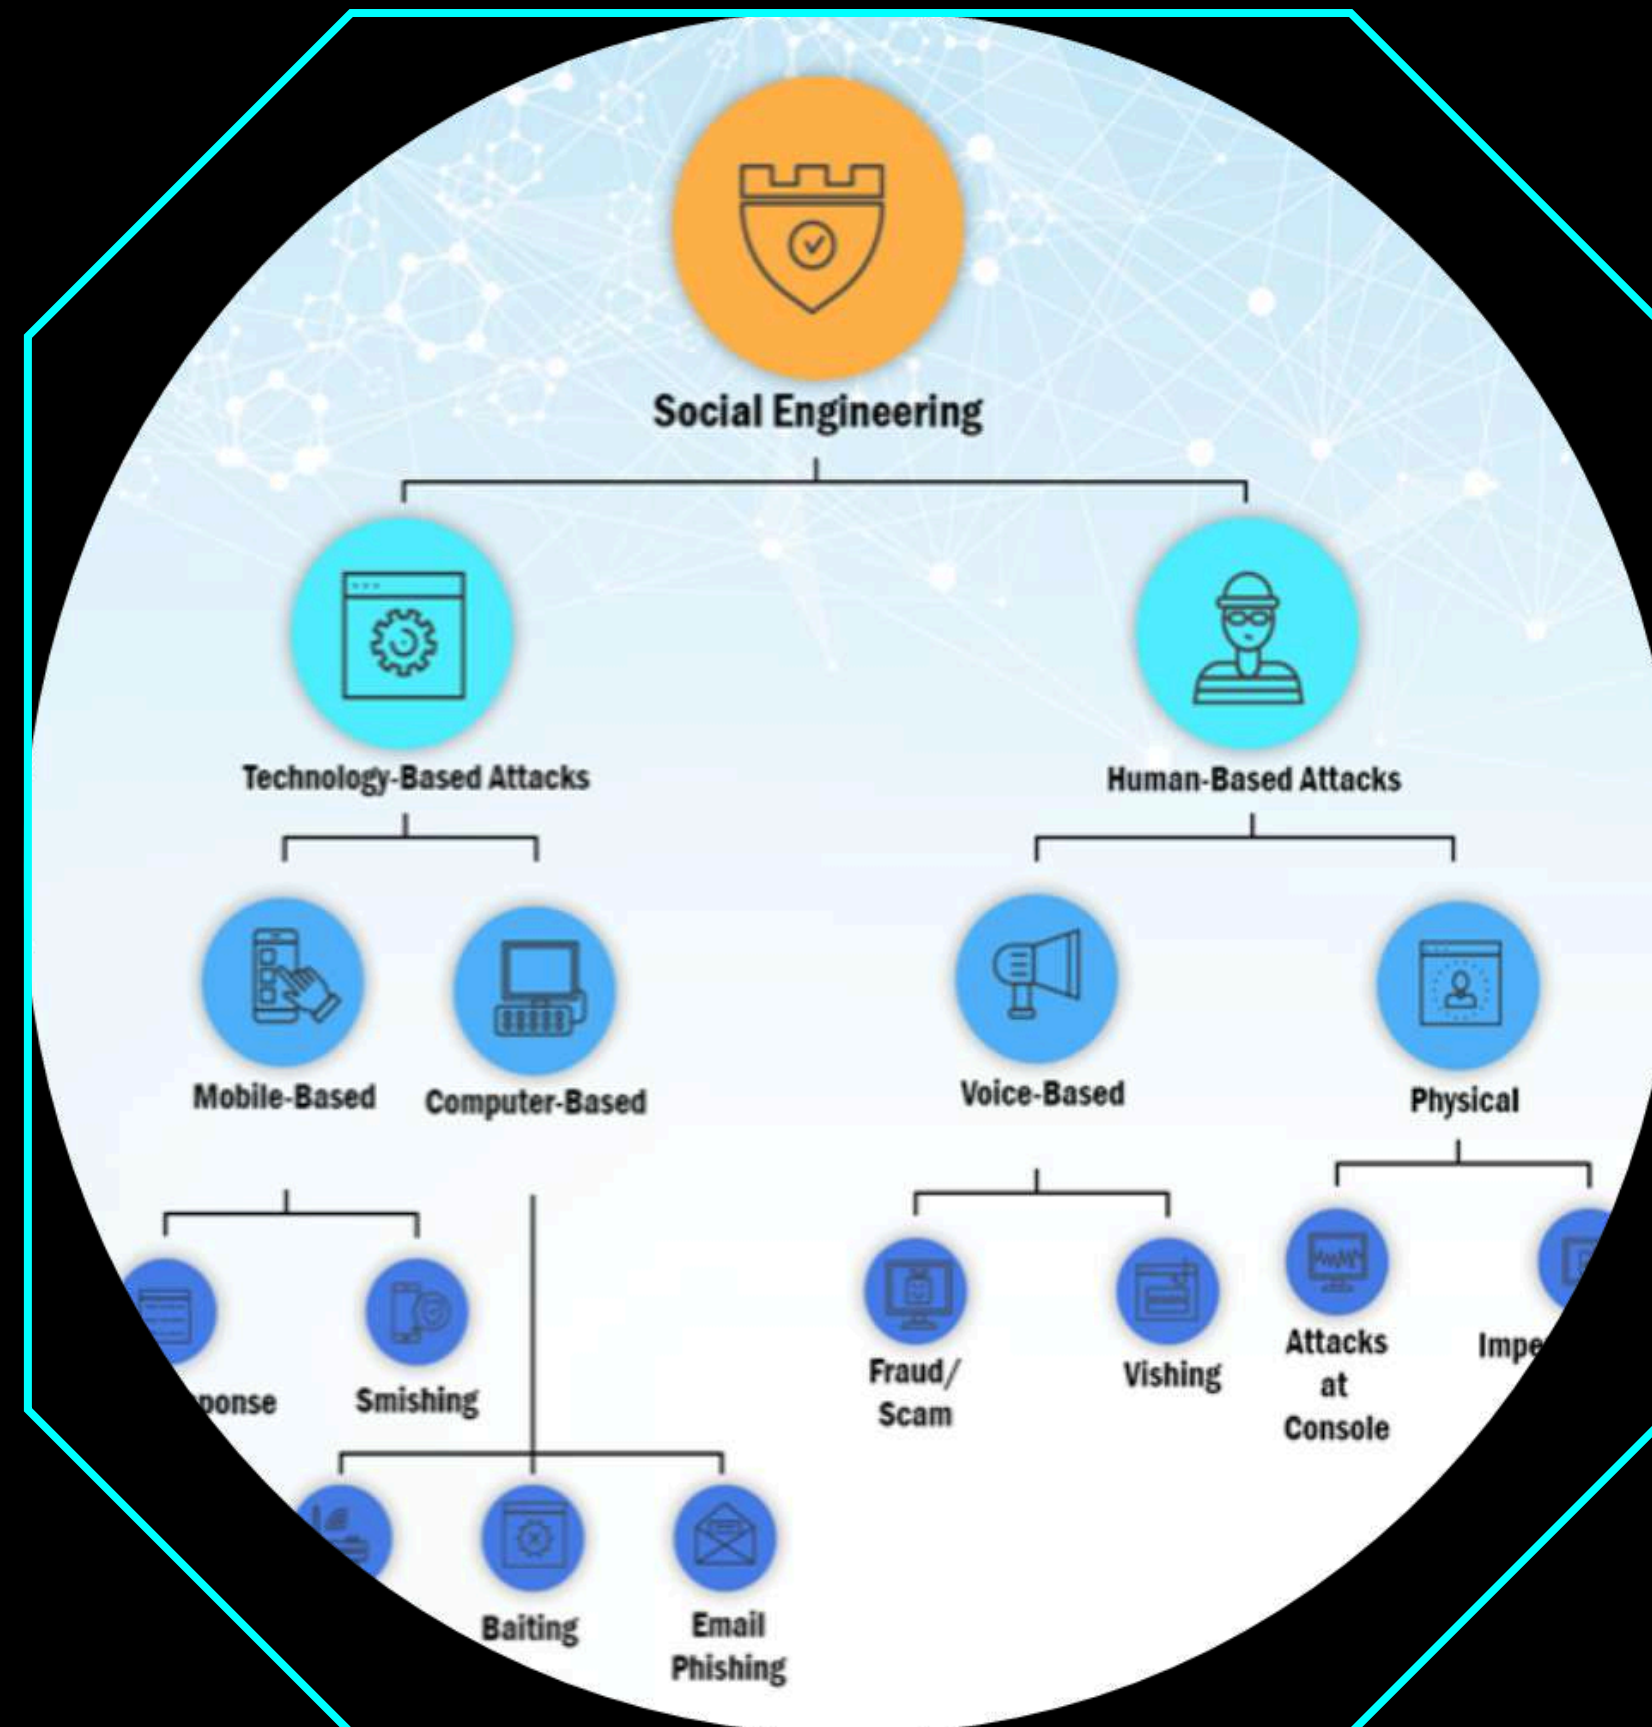 Social Engineering
Technology-Based Attacks
Human-Based Attacks
Mobile-Based
Computer-Based
Voice-Based
Physical
Smishing
Fraud/
Scam
Vishing
Attacks
at
Console
Baiting
Email
Phishing